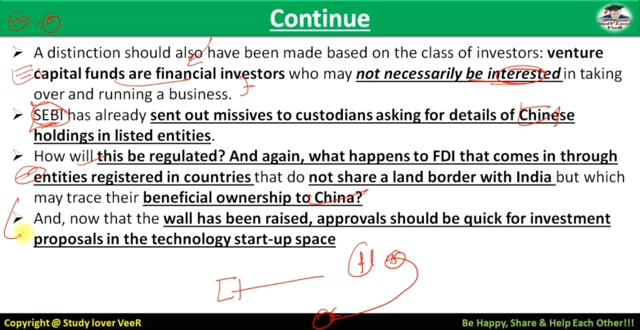 Continue
➢ A distinction should also have been made based on the class of investors: venture
capital funds are financial investors who may not necessarily be interested in taking
over and running a business.
➢ SEBI has already sent out missives to custodians asking for details of Chinese
holdings in listed entities.
➢ How will this be regulated? And again, what happens to FDI that comes in through
entities registered in countries that do not share a land border with India but which
may trace their beneficial ownership to China?
➢ And, now that the wall has been raised, approvals should be quick for investment
proposals in the technology start-up space
Copyright @ Study lover VeeR
Be Happy, Share & Help Each Other!!!